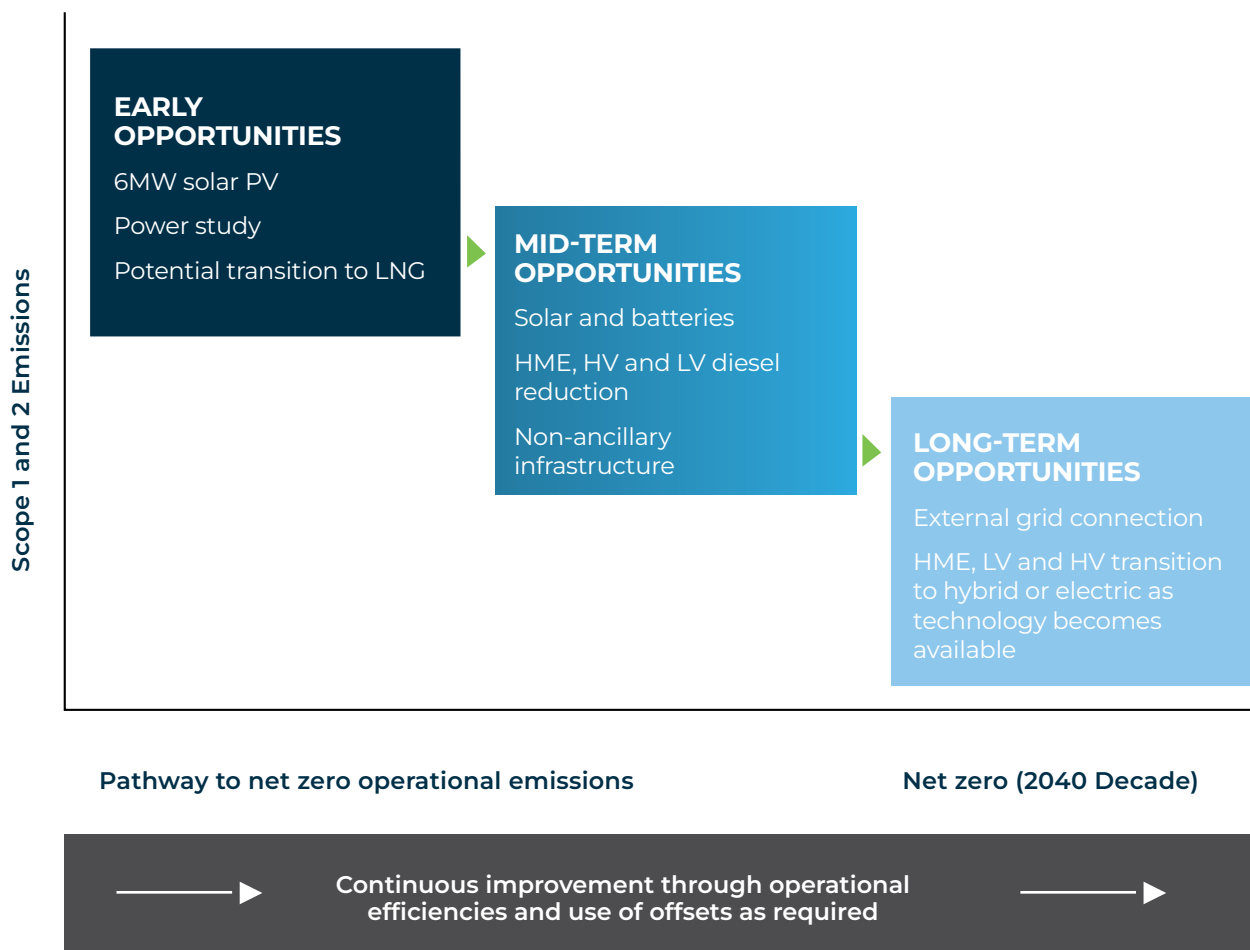 Scope 1 and 2 Emissions
EARLY
OPPORTUNITIES
6MW solar PV
Power study
Potential transition to LNG
MID-TERM
OPPORTUNITIES
Solar and batteries
HME, HV and LV diesel
reduction
Non-ancillary
infrastructure
LONG-TERM
OPPORTUNITIES
External grid connection
HME, LV and HV transition
to hybrid or electric as
technology becomes
available
Pathway to net zero operational emissions
Net zero (2040 Decade)
Continuous improvement through operational
efficiencies and use of offsets as required